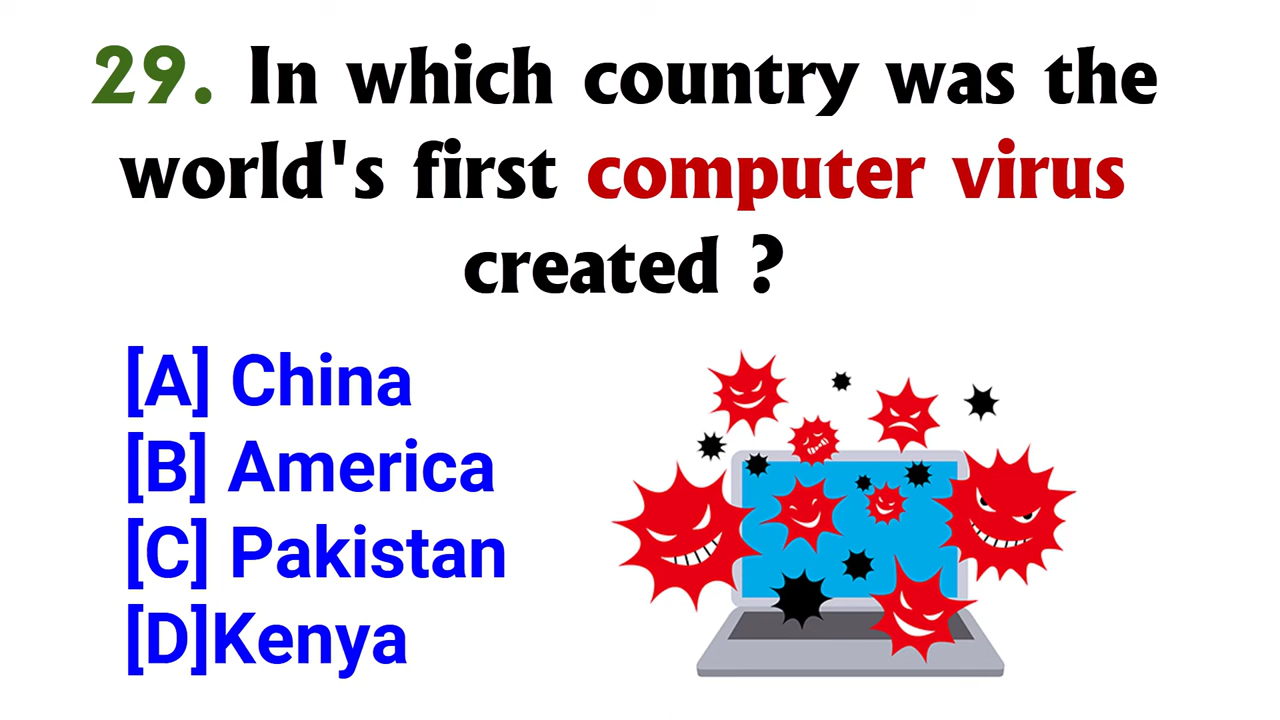 29. In which country was the
world's first computer virus
created ?
[A] China
[B] America
[C] Pakistan
[D]Kenya